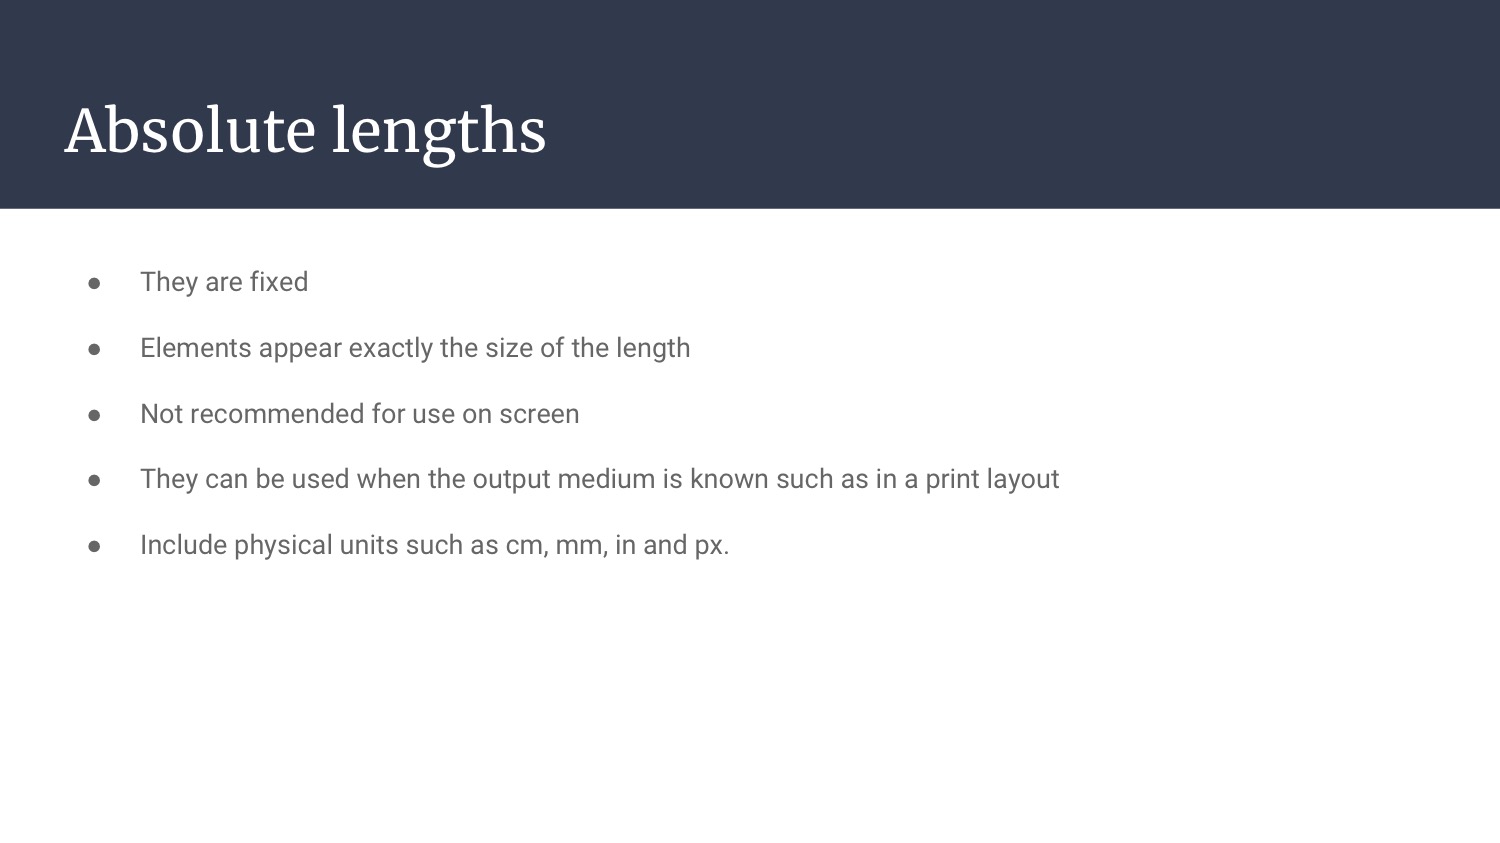 Absolute lengths
● They are fixed
● Elements appear exactly the size of the length
● Not recommended for use on screen
● They can be used when the output medium is known such as in a print layout
● Include physical units such as cm, mm, in and px.